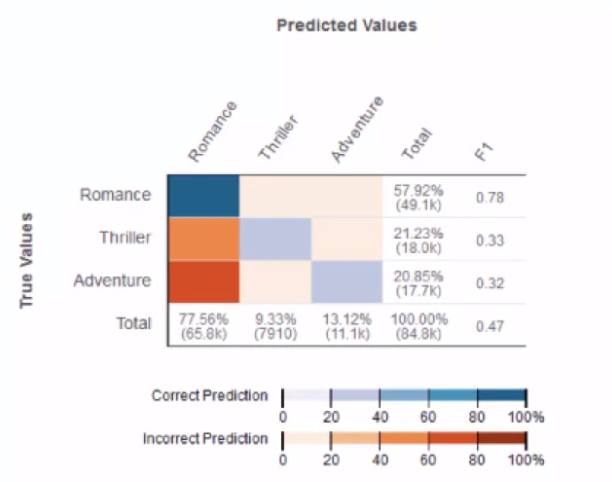 Predicted Values
Romance Thriller Adventure Total F1
True Values
Romance 57.92% (49.1k) 0.78
Thriller 21.23% (18.0k) 0.33
Adventure 20.85% (17.7k) 0.32
Total 77.56% (65.8k) 9.33% (7910) 13.12% (11.1k) 100.00% (84.8k) 0.47
Correct Prediction
0 20 40 60 80 100%
Incorrect Prediction
0 20 40 60 80 100%